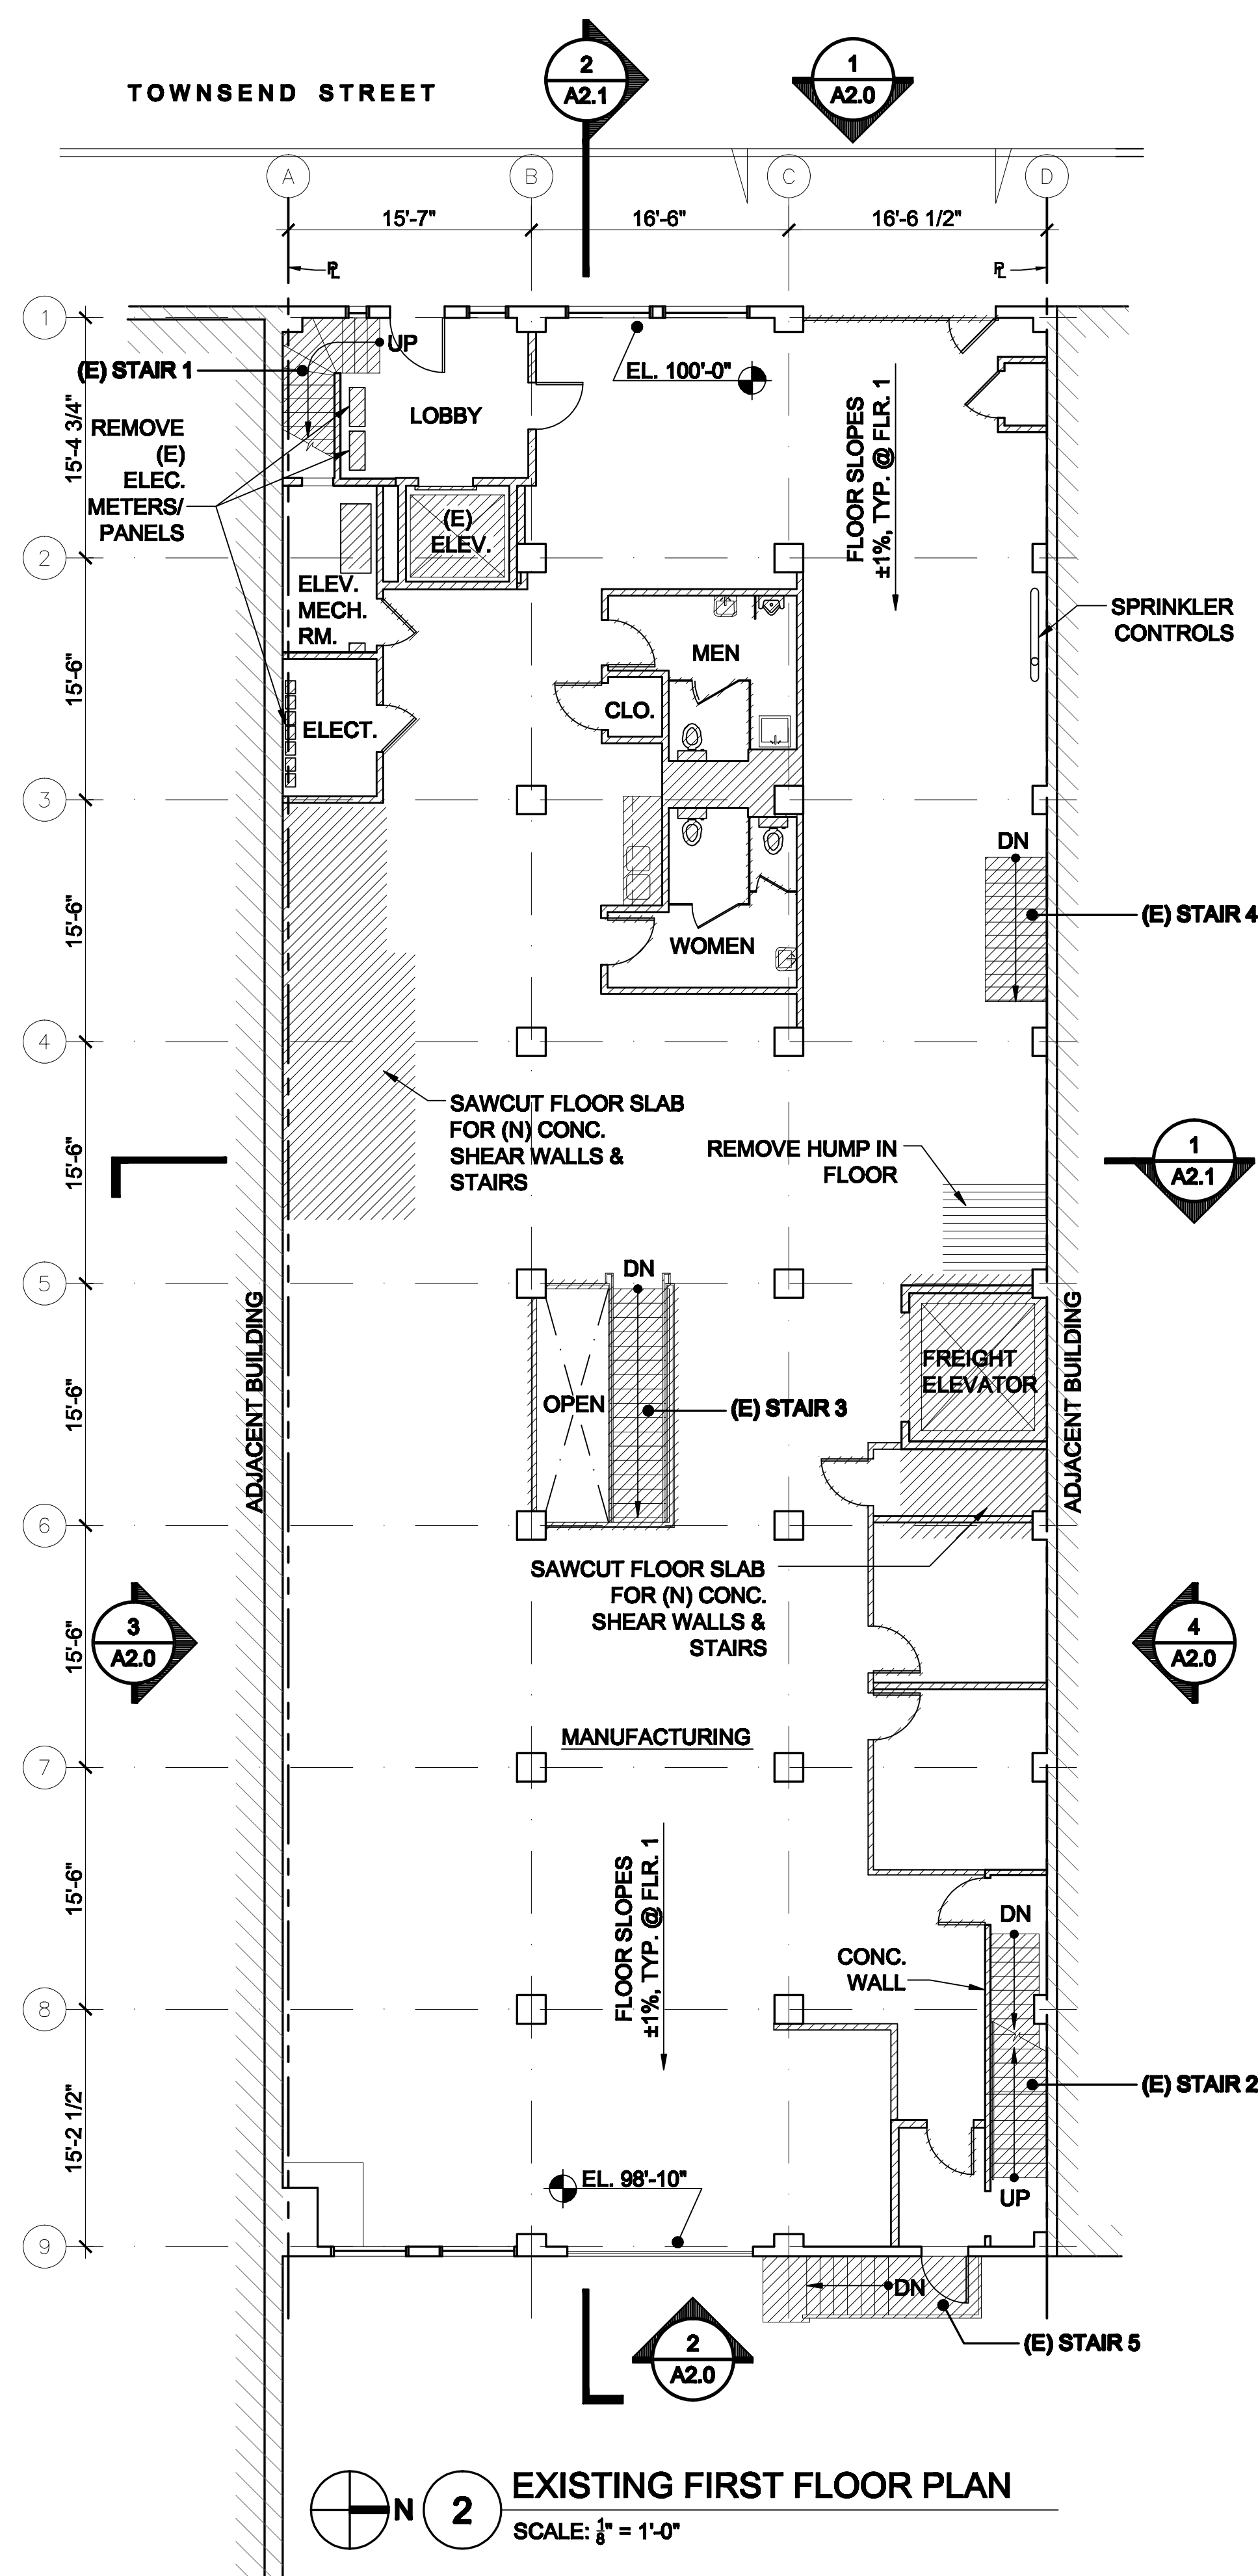 TOWNSEND STREET
2
A2.1
1
A2.0
A
B
C
D
15'-7"
16'-6"
16'-6 1/2"
PL
PL
1
UP
(E) STAIR 1
EL. 100'-0"
LOBBY
REMOVE
(E)
ELEC.
METERS/
PANELS
15'-4 3/4"
FLOOR SLOPES
±1%, TYP. @ FLR. 1
(E)
ELEV.
2
ELEV.
MECH.
RM.
SPRINKLER
CONTROLS
MEN
15'-6"
CLO.
ELECT.
3
DN
(E) STAIR 4
15'-6"
WOMEN
4
SAWCUT FLOOR SLAB
FOR (N) CONC.
SHEAR WALLS &
STAIRS
REMOVE HUMP IN
FLOOR
15'-6"
1
A2.1
5
DN
ADJACENT BUILDING
ADJACENT BUILDING
FREIGHT
ELEVATOR
15'-6"
OPEN
(E) STAIR 3
6
SAWCUT FLOOR SLAB
FOR (N) CONC.
SHEAR WALLS &
STAIRS
15'-6"
3
A2.0
4
A2.0
MANUFACTURING
7
15'-6"
FLOOR SLOPES
±1%, TYP. @ FLR. 1
DN
CONC.
WALL
8
(E) STAIR 2
15'-2 1/2"
EL. 98'-10"
UP
9
DN
(E) STAIR 5
2
A2.0
N
2
EXISTING FIRST FLOOR PLAN
SCALE: 1/8" = 1'-0"